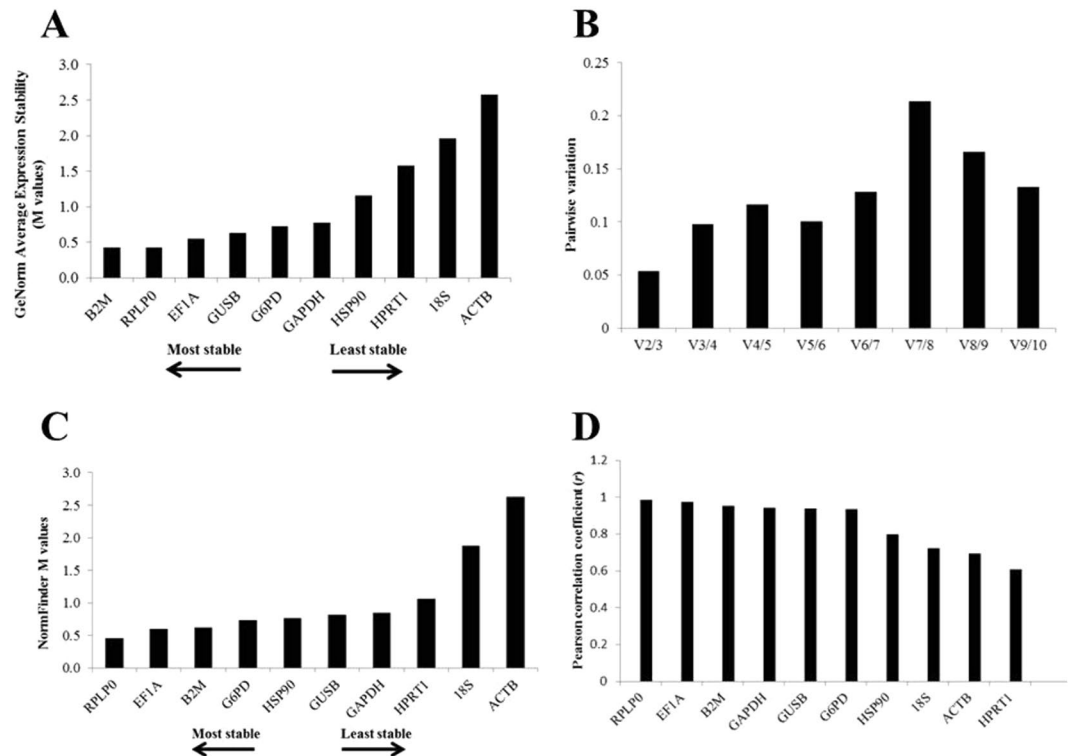 A
GeNorm Average Expression Stability
(M values)
3.0
2.5
2.0
1.5
1.0
0.5
0.0
B2M
RPLP0
EF1A
GUSB
G6PD
GAPDH
HSP90
HPRT1
18S
ACTB
Most stable
Least stable
B
Pairwise variation
0.25
0.2
0.15
0.1
0.05
0
V2/3
V3/4
V4/5
V5/6
V6/7
V7/8
V8/9
V9/10
C
NormFinder M values
3.0
2.5
2.0
1.5
1.0
0.5
0.0
RPLP0
EF1A
B2M
G6PD
HSP90
GUSB
GAPDH
HPRT1
18S
ACTB
Most stable
Least stable
D
Pearson correlation coefficient (r)
1.2
1
0.8
0.6
0.4
0.2
0
RPLP0
EF1A
B2M
GAPDH
GUSB
G6PD
HSP90
18S
ACTB
HPRT1